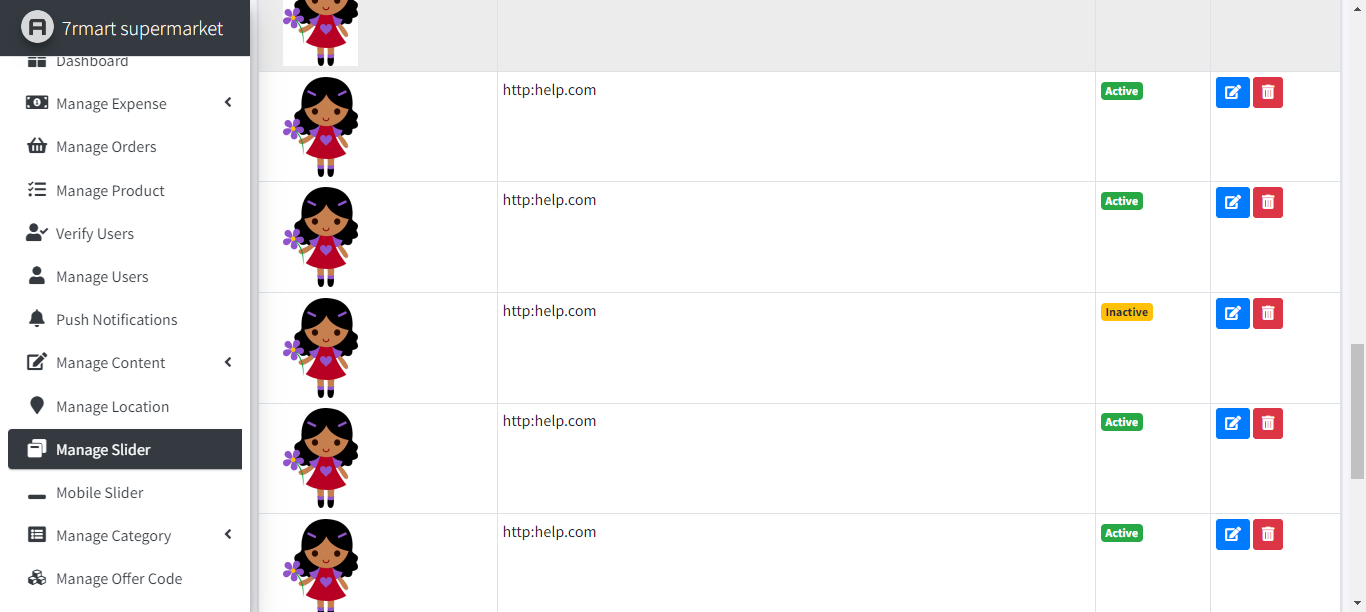 7rmart supermarket
Dashboard
Manage Expense
Manage Orders
Manage Product
Verify Users
Manage Users
Push Notifications
Manage Content
Manage Location
Manage Slider
Mobile Slider
Manage Category
Manage Offer Code
http:help.com Active
http:help.com Active
http:help.com Inactive
http:help.com Active
http:help.com Active